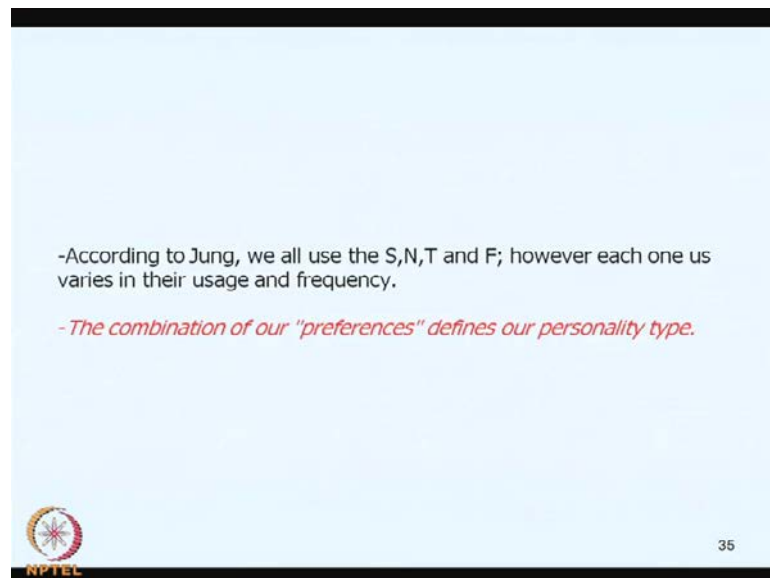 -According to Jung, we all use the S,N,T and F; however each one us
varies in their usage and frequency.
- The combination of our "preferences" defines our personality type.
NPTEL
35